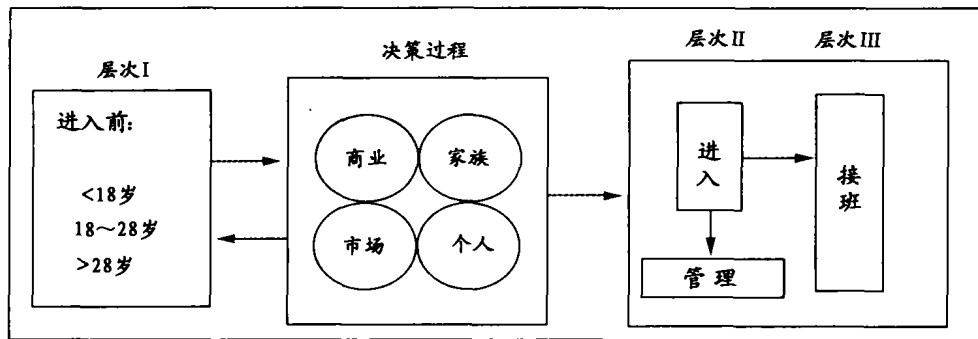 层次I
决策过程
层次II
层次III
进入前:
<18岁
18～28岁
>28岁
商业
家族
市场
个人
进入
管理
接班